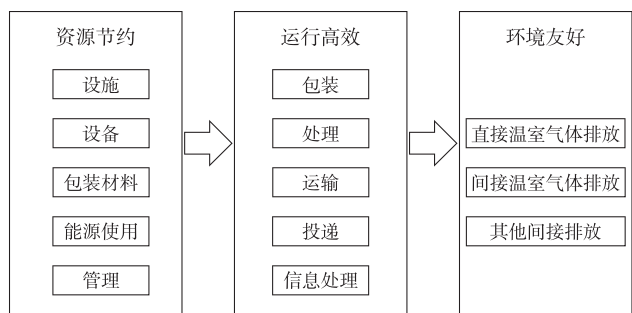 资源节约
设施
设备
包装材料
能源使用
管理
运行高效
包装
处理
运输
投递
信息处理
环境友好
直接温室气体排放
间接温室气体排放
其他间接排放